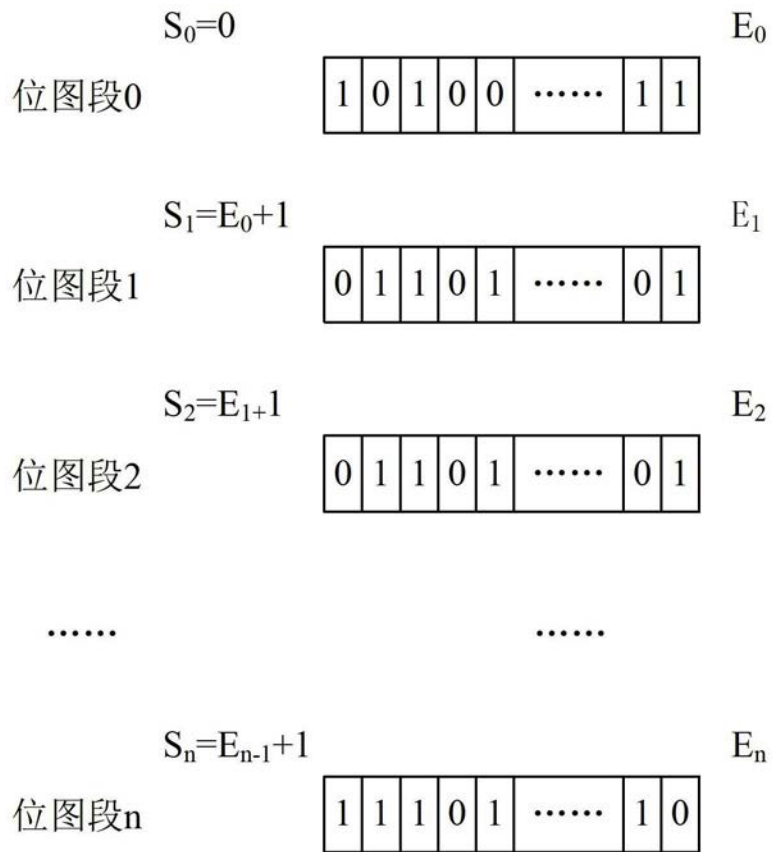 S₀=0 E₀
位图段0 1 0 1 0 0 ...... 1 1
S₁=E₀+1 E₁
位图段1 0 1 1 0 1 ...... 0 1
S₂=E₁₊1 E₂
位图段2 0 1 1 0 1 ...... 0 1
...... ......
Sₙ=Eₙ₋₁+1 Eₙ
位图段n 1 1 1 0 1 ...... 1 0